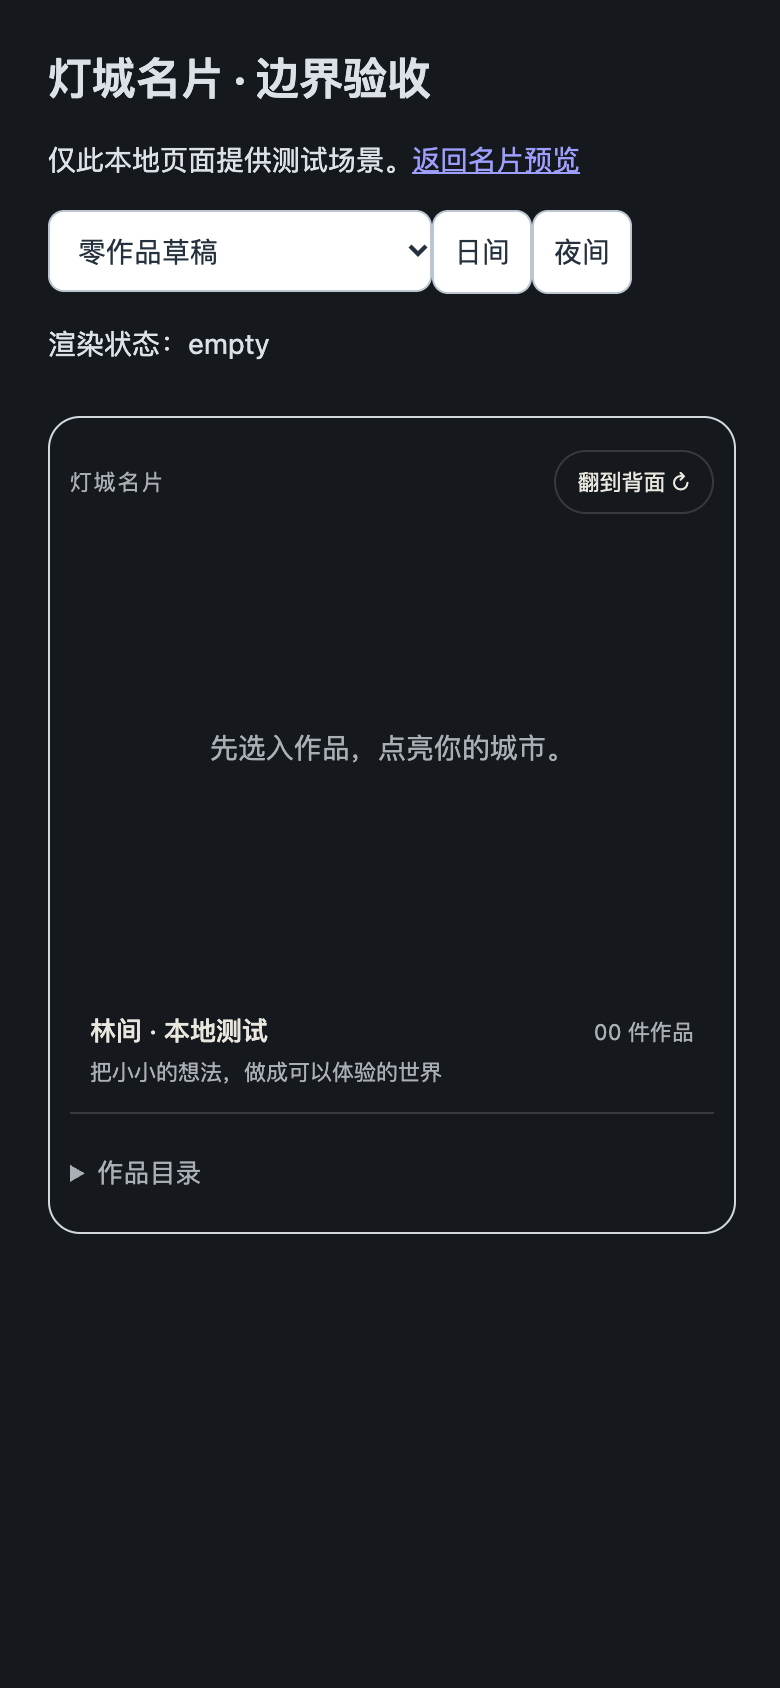 灯城名片 · 边界验收
仅此本地页面提供测试场景。返回名片预览
零作品草稿
日间
夜间
渲染状态：empty
灯城名片
翻到背面 ↻
先选入作品，点亮你的城市。
林间 · 本地测试
00 件作品
把小小的想法，做成可以体验的世界
▶ 作品目录